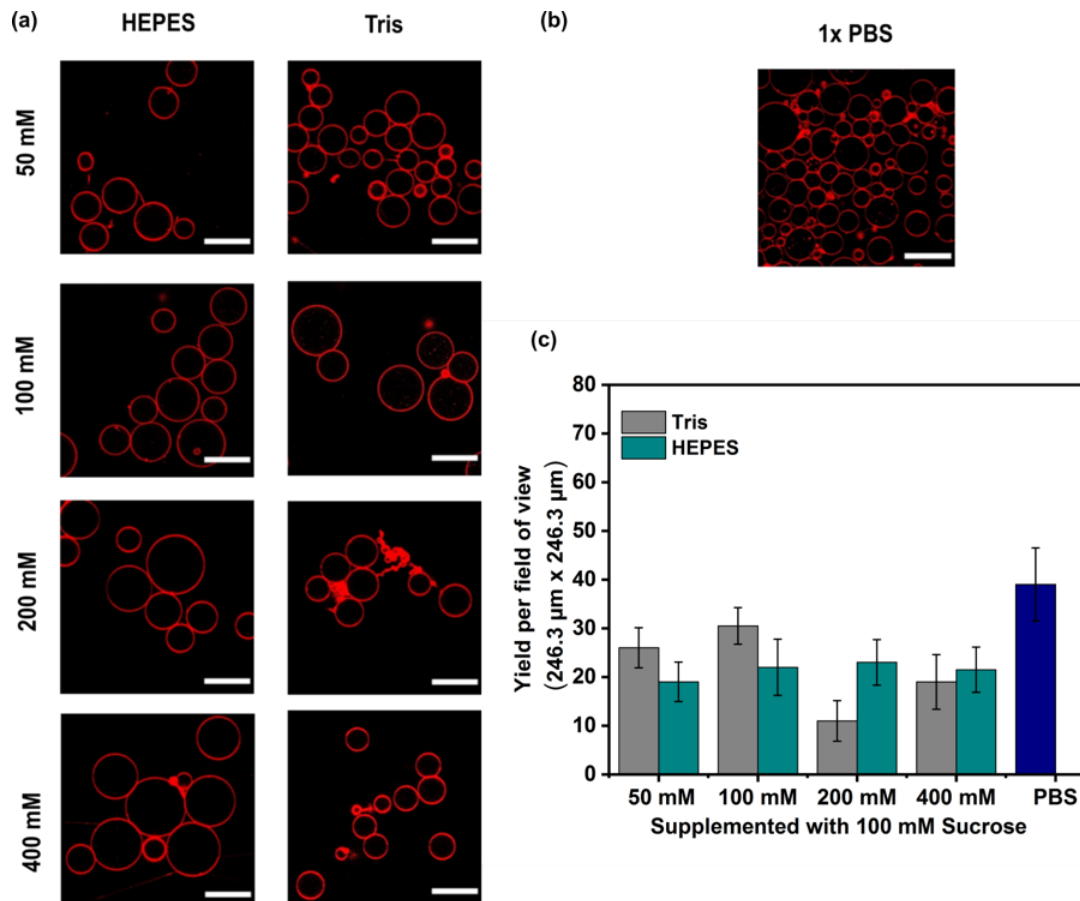 (a)
HEPES
Tris
50 mM
100 mM
200 mM
400 mM
(b)
1x PBS
(c)
Yield per field of view
(246.3 µm x 246.3 µm)
80
70
60
50
40
30
20
10
0
Tris
HEPES
50 mM
100 mM
200 mM
400 mM
PBS
Supplemented with 100 mM Sucrose